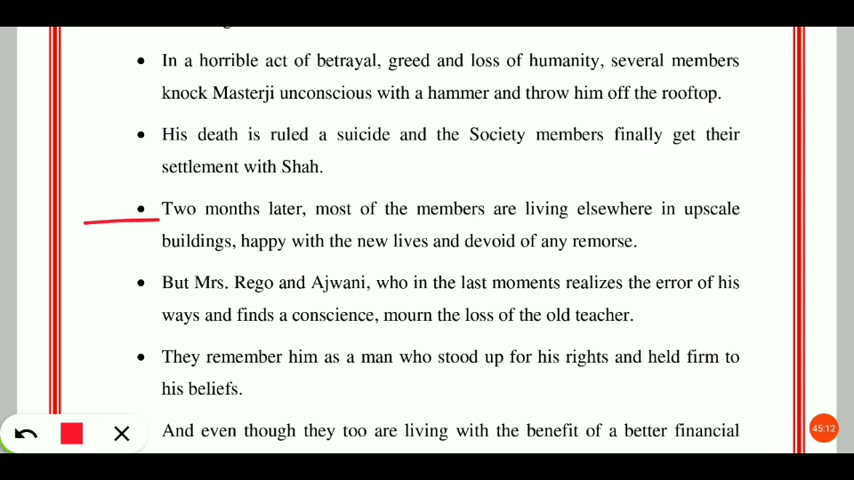 • In a horrible act of betrayal, greed and loss of humanity, several members
knock Masterji unconscious with a hammer and throw him off the rooftop.
• His death is ruled a suicide and the Society members finally get their
settlement with Shah.
• Two months later, most of the members are living elsewhere in upscale
buildings, happy with the new lives and devoid of any remorse.
• But Mrs. Rego and Ajwani, who in the last moments realizes the error of his
ways and finds a conscience, mourn the loss of the old teacher.
• They remember him as a man who stood up for his rights and held firm to
his beliefs.
And even though they too are living with the benefit of a better financial
45:12